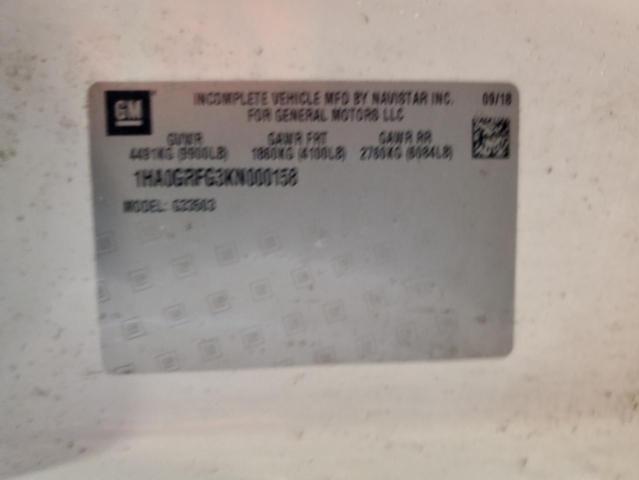 GM
INCOMPLETE VEHICLE MFD BY NAVISTAR INC. 09/18
FOR GENERAL MOTORS LLC
GVWR GAWR FRT GAWR RR
4491KG (9900LB) 1860KG (4100LB) 2760KG (6084LB)
1HA0GRFG3KN000158
MODEL: G33503